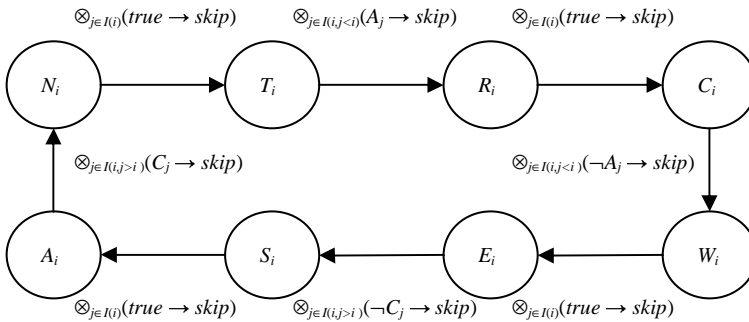 ⊗j∈I(i)(true → skip) ⊗j∈I(i,j<i)(Aj → skip) ⊗j∈I(i)(true → skip)
Ni Ti Ri Ci
⊗j∈I(i,j>i)(Cj → skip) ⊗j∈I(i,j<i)(¬Aj → skip)
Ai Si Ei Wi
⊗j∈I(i)(true → skip) ⊗j∈I(i,j>i)(¬Cj → skip) ⊗j∈I(i)(true → skip)